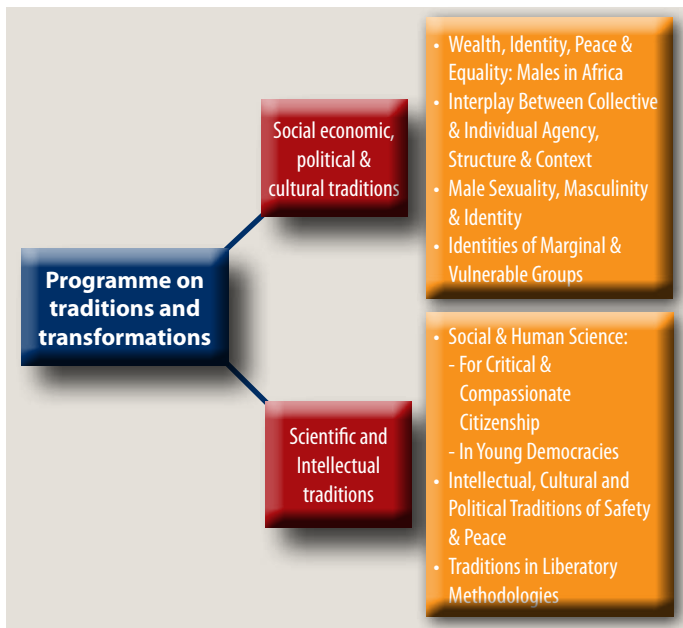 Programme on
traditions and
transformations
Social economic,
political &
cultural traditions
• Wealth, Identity, Peace &
Equality: Males in Africa
• Interplay Between Collective
& Individual Agency,
Structure & Context
• Male Sexuality, Masculinity
& Identity
• Identities of Marginal &
Vulnerable Groups
Scientific and
Intellectual
traditions
• Social & Human Science:
- For Critical &
Compassionate
Citizenship
- In Young Democracies
• Intellectual, Cultural and
Political Traditions of Safety
& Peace
• Traditions in Liberatory
Methodologies